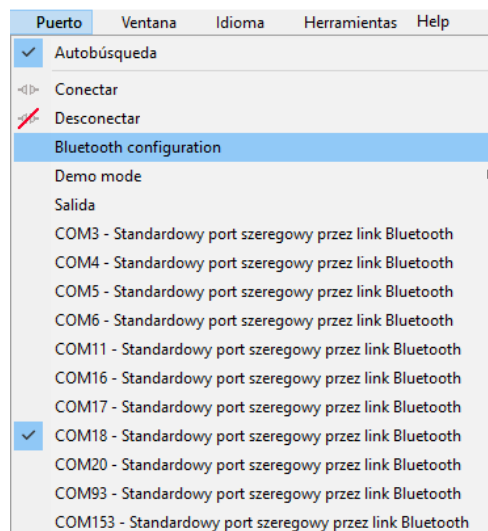 Puerto Ventana Idioma Herramientas Help
Autobúsqueda
Conectar
Desconectar
Bluetooth configuration
Demo mode
Salida
COM3 - Standardowy port szeregowy przez link Bluetooth
COM4 - Standardowy port szeregowy przez link Bluetooth
COM5 - Standardowy port szeregowy przez link Bluetooth
COM6 - Standardowy port szeregowy przez link Bluetooth
COM11 - Standardowy port szeregowy przez link Bluetooth
COM16 - Standardowy port szeregowy przez link Bluetooth
COM17 - Standardowy port szeregowy przez link Bluetooth
COM18 - Standardowy port szeregowy przez link Bluetooth
COM20 - Standardowy port szeregowy przez link Bluetooth
COM93 - Standardowy port szeregowy przez link Bluetooth
COM153 - Standardowy port szeregowy przez link Bluetooth